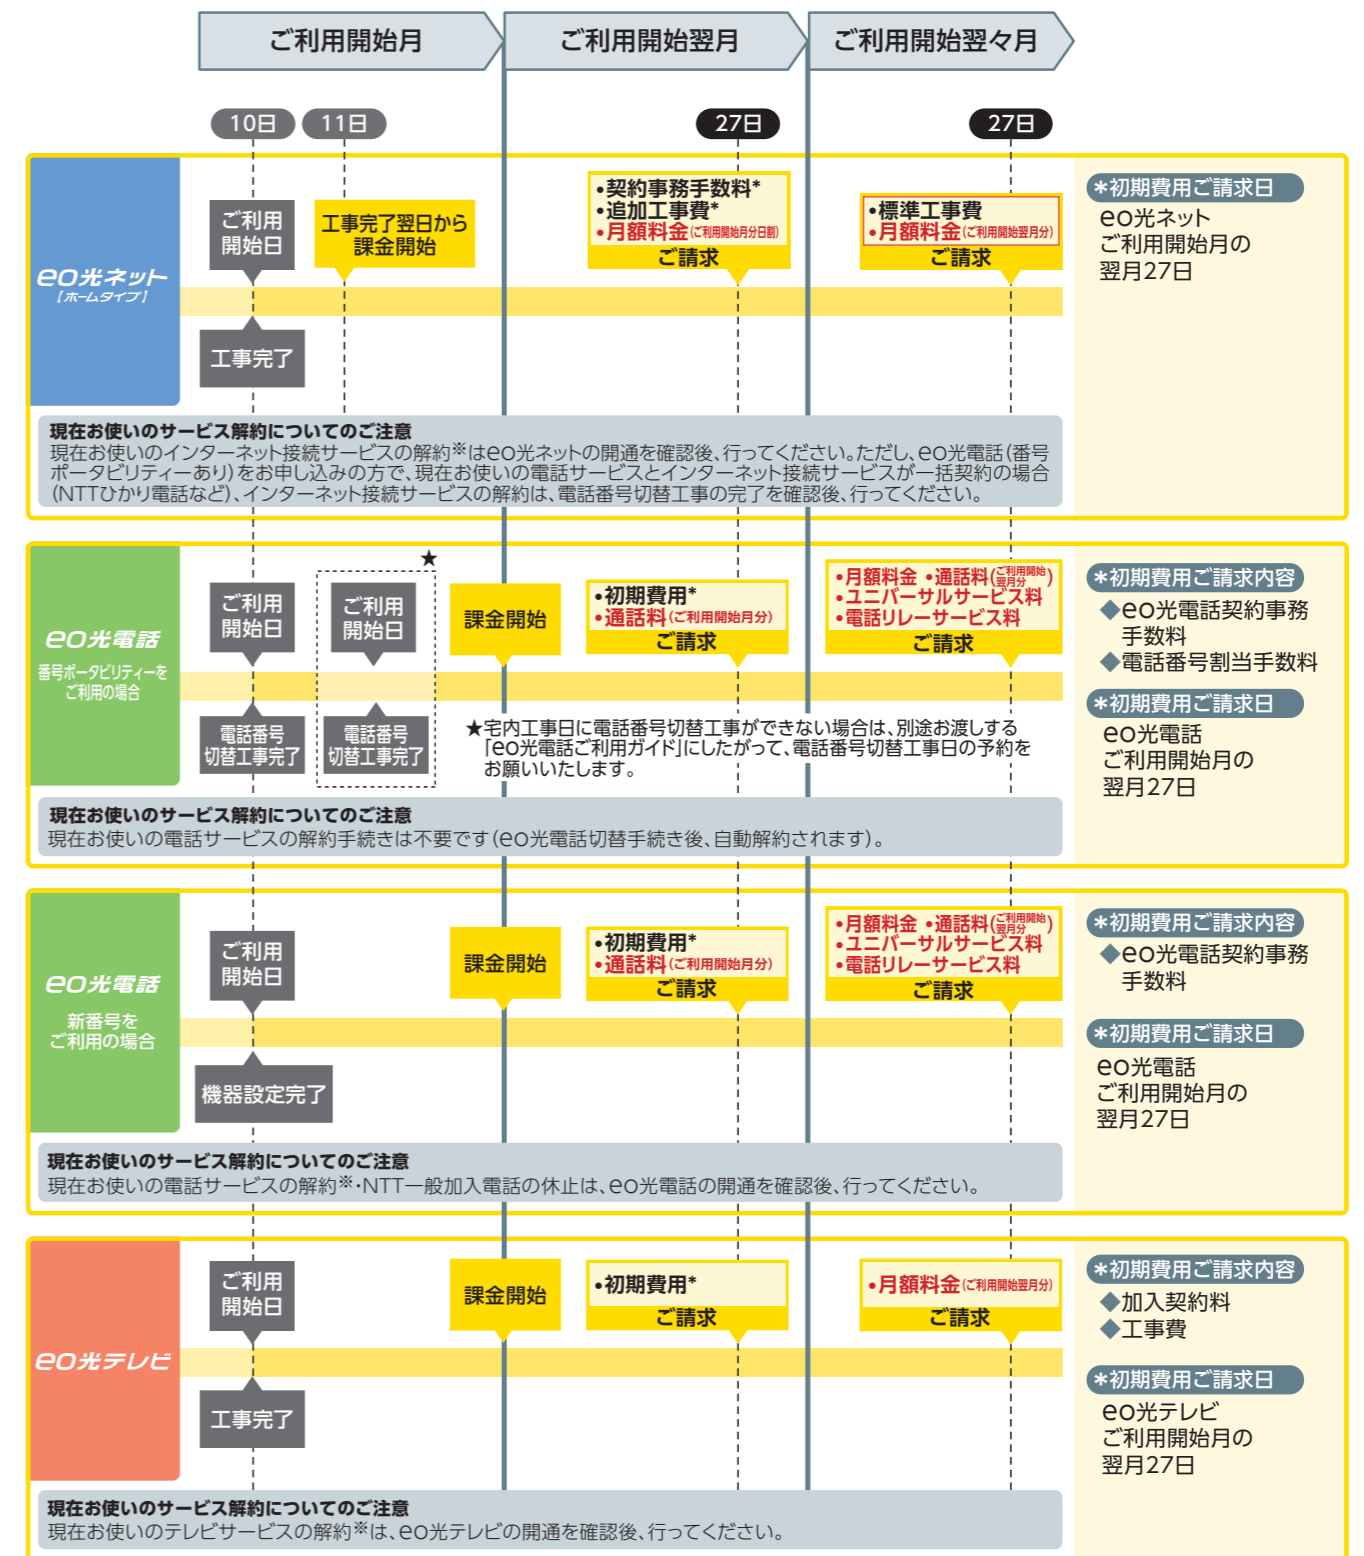 ご利用開始月
ご利用開始翌月
ご利用開始翌々月
10日
11日
27日
27日
eo光ネット
【ホームタイプ】
ご利用
開始日
工事完了翌日から
課金開始
•契約事務手数料*
•追加工事費*
•月額料金(ご利用開始月分日割)
ご請求
•標準工事費
•月額料金(ご利用開始翌月分)
ご請求
工事完了
*初期費用ご請求日
eo光ネット
ご利用開始月の
翌月27日
現在お使いのサービス解約についてのご注意
現在お使いのインターネット接続サービスの解約※はeo光ネットの開通を確認後、行ってください。ただし、eo光電話(番号
ポータビリティーあり)をお申し込みの方で、現在お使いの電話サービスとインターネット接続サービスが一括契約の場合
(NTTひかり電話など)、インターネット接続サービスの解約は、電話番号切替工事の完了を確認後、行ってください。
eo光電話
番号ポータビリティーを
ご利用の場合
ご利用
開始日
★
ご利用
開始日
課金開始
•初期費用*
•通話料(ご利用開始月分)
ご請求
•月額料金 •通話料(ご利用開始翌月分)
•ユニバーサルサービス料
•電話リレーサービス料
ご請求
電話番号
切替工事完了
電話番号
切替工事完了
★宅内工事日に電話番号切替工事ができない場合は、別途お渡しする
「eo光電話ご利用ガイド」にしたがって、電話番号切替工事日の予約を
お願いいたします。
*初期費用ご請求内容
◆eo光電話契約事務
手数料
◆電話番号割当手数料
*初期費用ご請求日
eo光電話
ご利用開始月の
翌月27日
現在お使いのサービス解約についてのご注意
現在お使いの電話サービスの解約手続きは不要です(eo光電話切替手続き後、自動解約されます)。
eo光電話
新番号を
ご利用の場合
ご利用
開始日
課金開始
•初期費用*
•通話料(ご利用開始月分)
ご請求
•月額料金 •通話料(ご利用開始翌月分)
•ユニバーサルサービス料
•電話リレーサービス料
ご請求
機器設定完了
*初期費用ご請求内容
◆eo光電話契約事務
手数料
*初期費用ご請求日
eo光電話
ご利用開始月の
翌月27日
現在お使いのサービス解約についてのご注意
現在お使いの電話サービスの解約※・NTT一般加入電話の休止は、eo光電話の開通を確認後、行ってください。
eo光テレビ
ご利用
開始日
課金開始
•初期費用*
ご請求
•月額料金(ご利用開始翌月分)
ご請求
工事完了
*初期費用ご請求内容
◆加入契約料
◆工事費
*初期費用ご請求日
eo光テレビ
ご利用開始月の
翌月27日
現在お使いのサービス解約についてのご注意
現在お使いのテレビサービスの解約※は、eo光テレビの開通を確認後、行ってください。